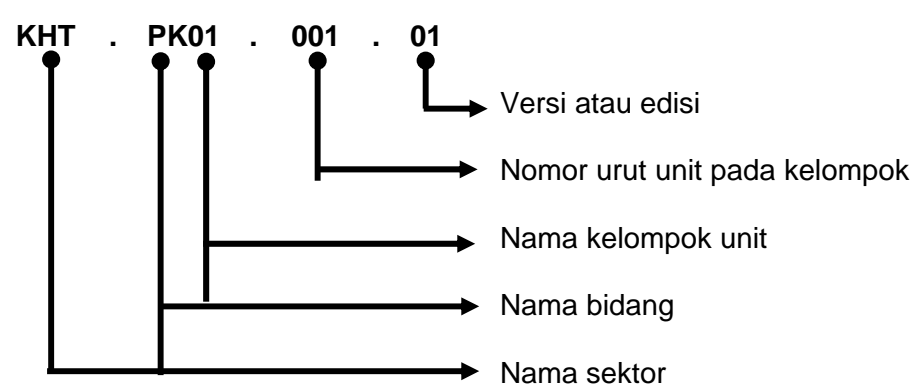 KHT . PK01 . 001 . 01
Versi atau edisi
Nomor urut unit pada kelompok
Nama kelompok unit
Nama bidang
Nama sektor